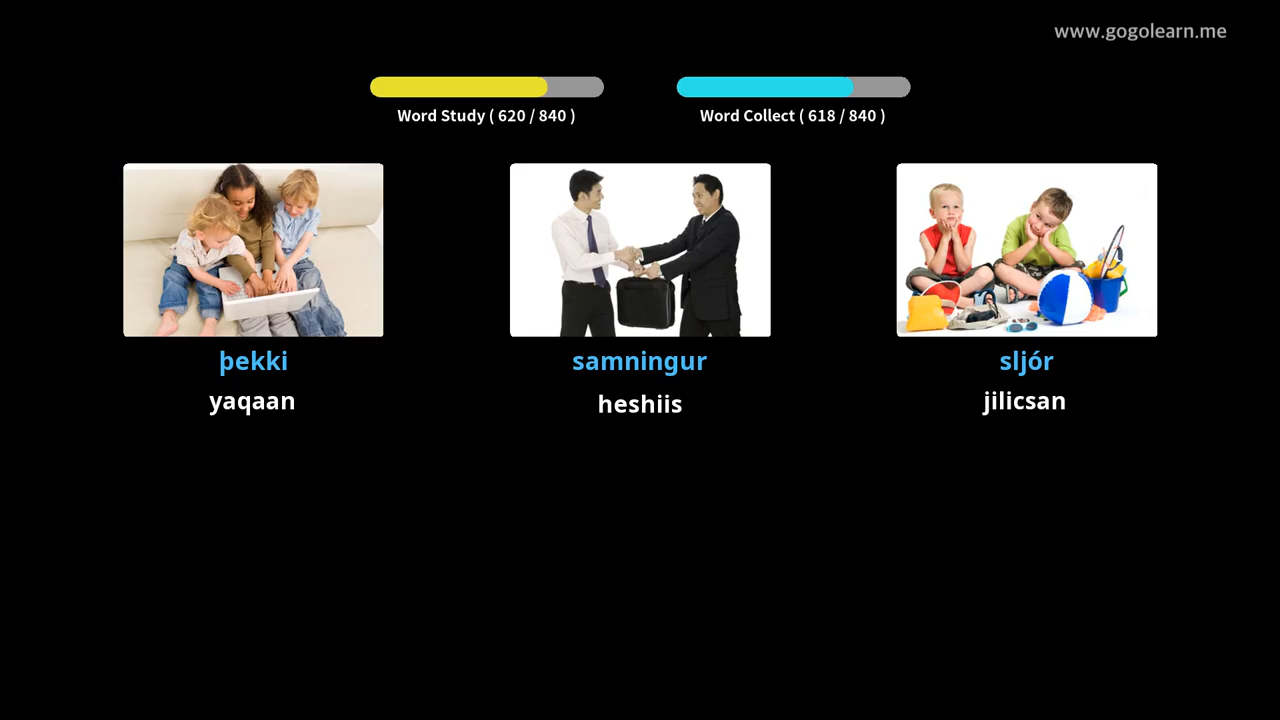 www.gogolearn.me
Word Study ( 620 / 840 )
Word Collect ( 618 / 840 )
þekki
samningur
sljór
yaqaan
heshiis
jilicsan